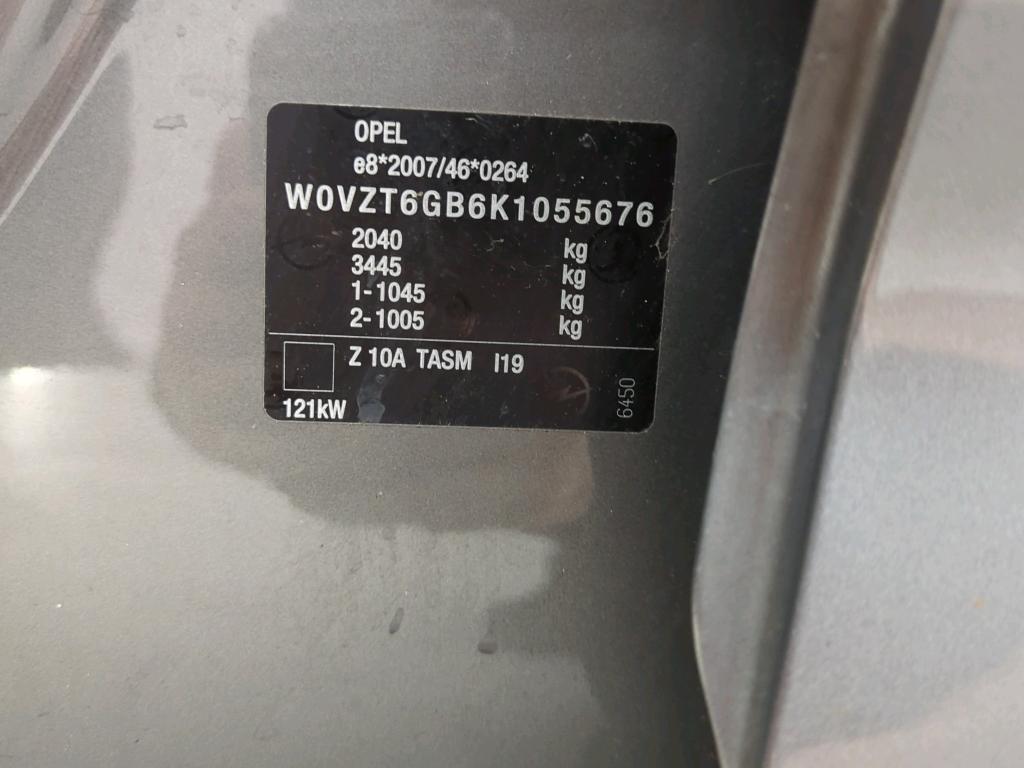 OPEL
e8*2007/46*0264
W0VZT6GB6K1055676
2040 kg
3445 kg
1-1045 kg
2-1005 kg
Z 10A TASM I19
121kW
6450